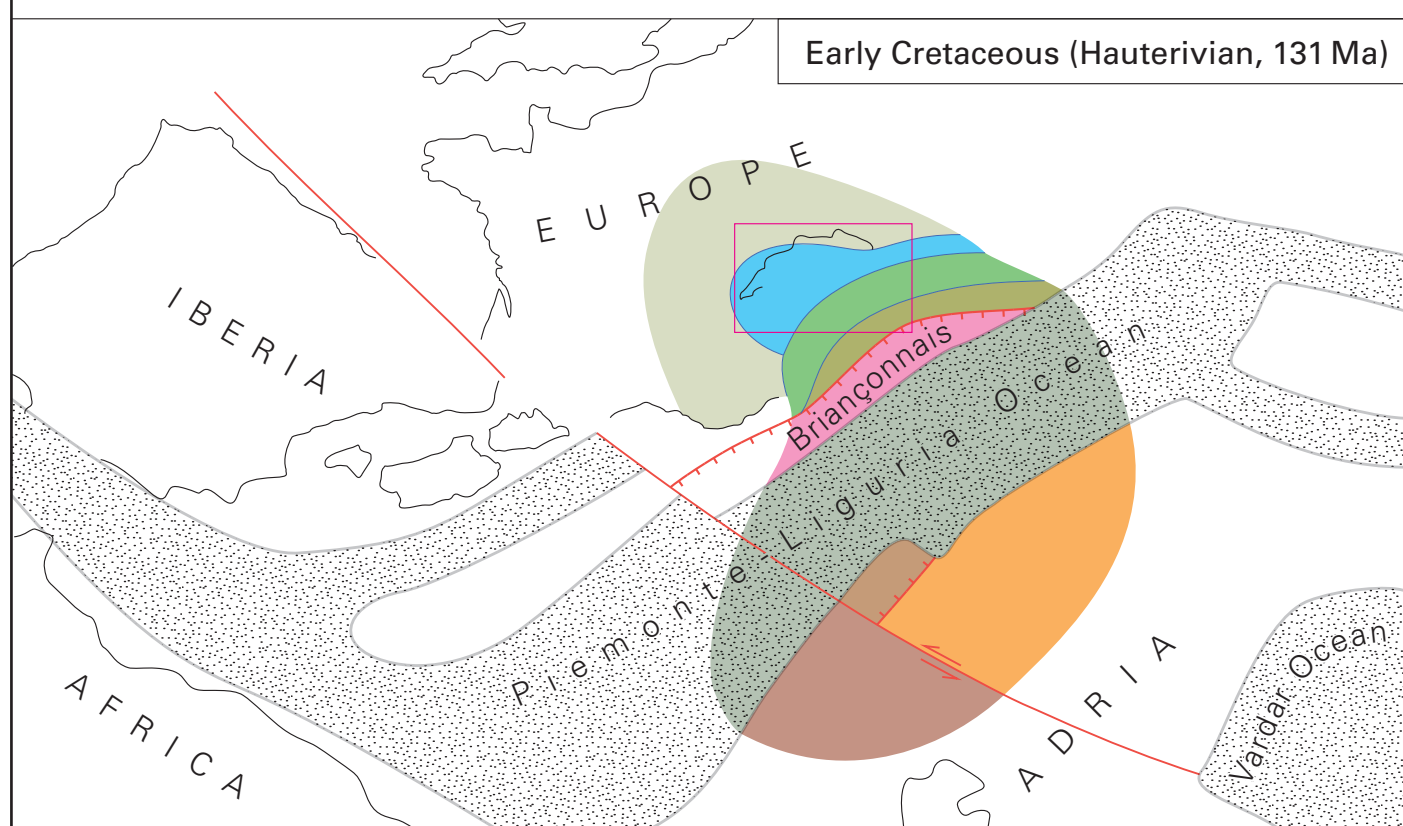 Early Cretaceous (Hauterivian, 131 Ma)
EUROPE
IBERIA
Briançonnais
Piemonte-Liguria Ocean
ADRIA
Vardar Ocean
AFRICA